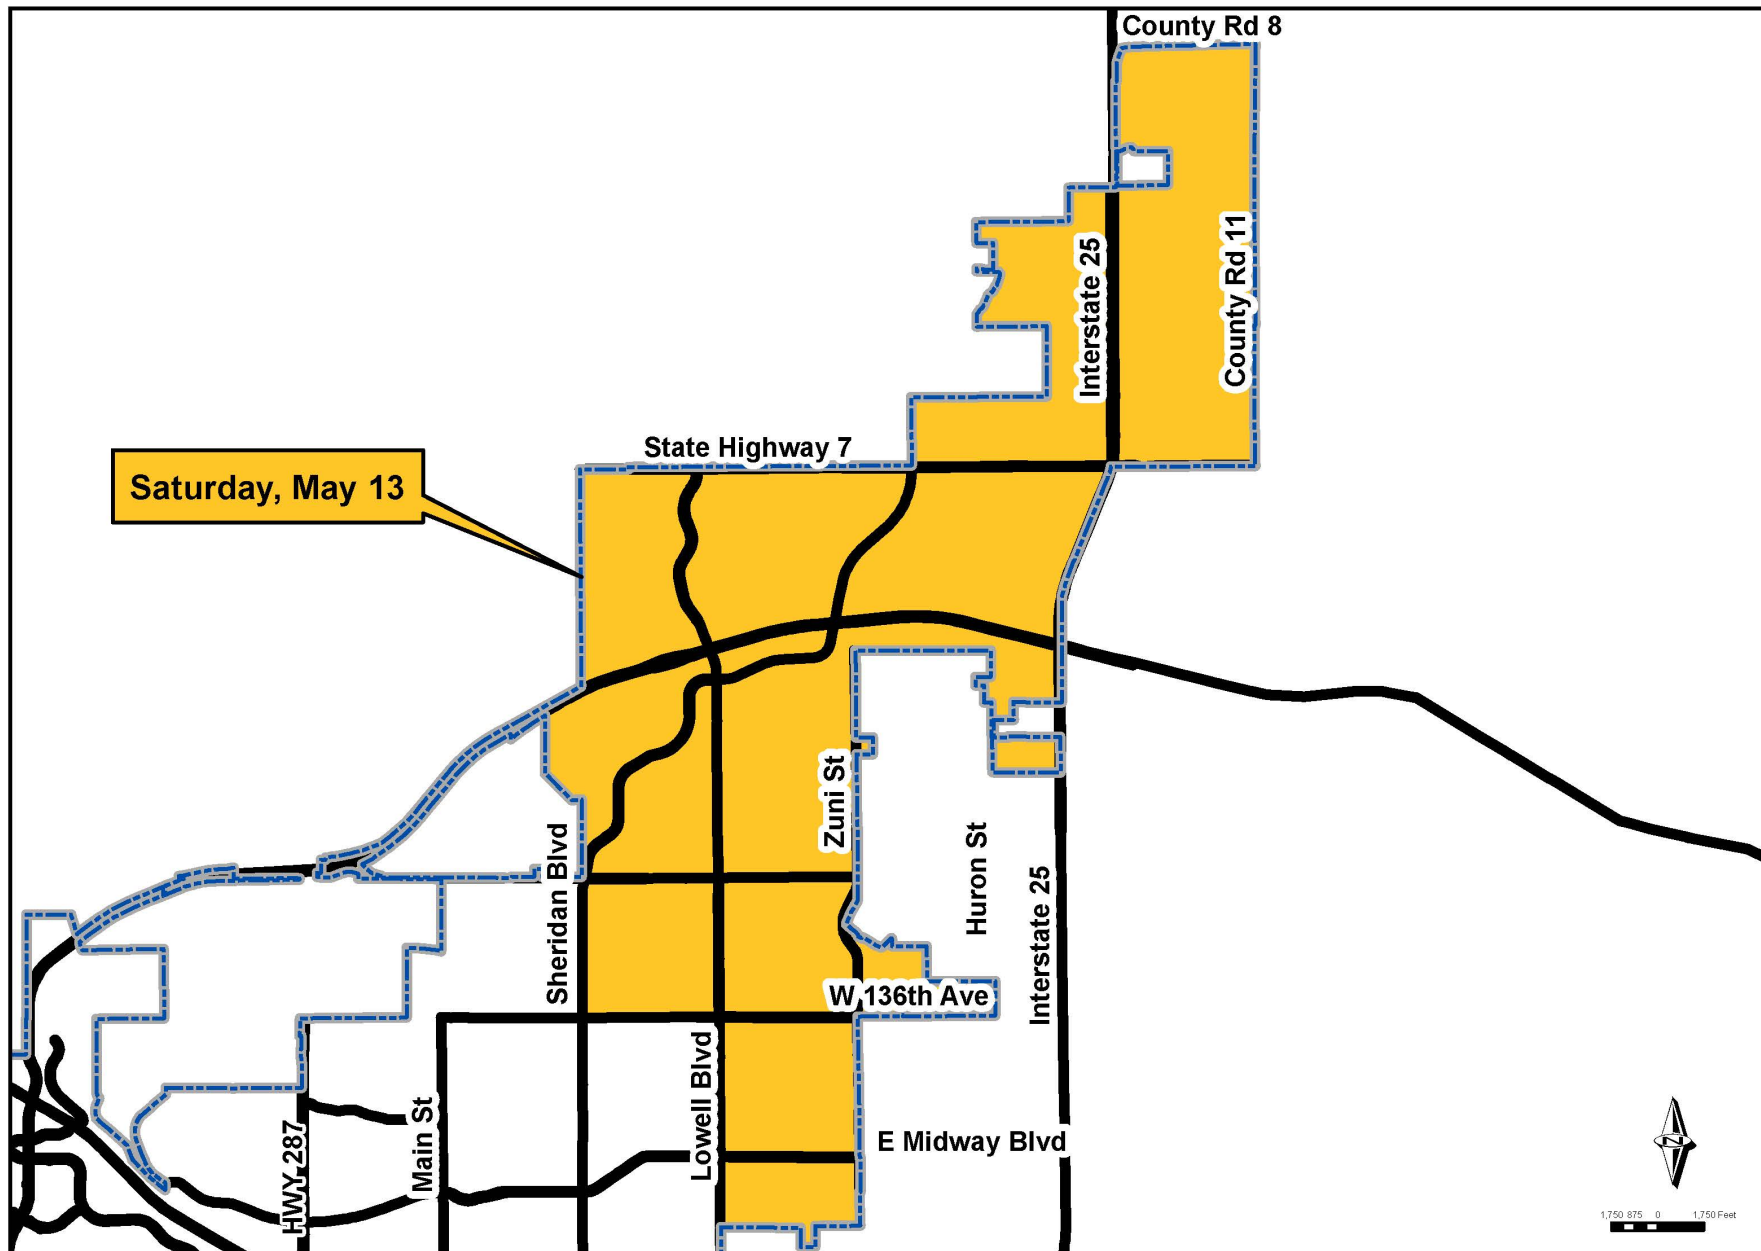 County Rd 8
Interstate 25
County Rd 11
State Highway 7
Saturday, May 13
Zuni St
Sheridan Blvd
Huron St
Interstate 25
W 136th Ave
Lowell Blvd
Main St
HWY 287
E Midway Blvd
N
1,750 875 0 1,750 Feet